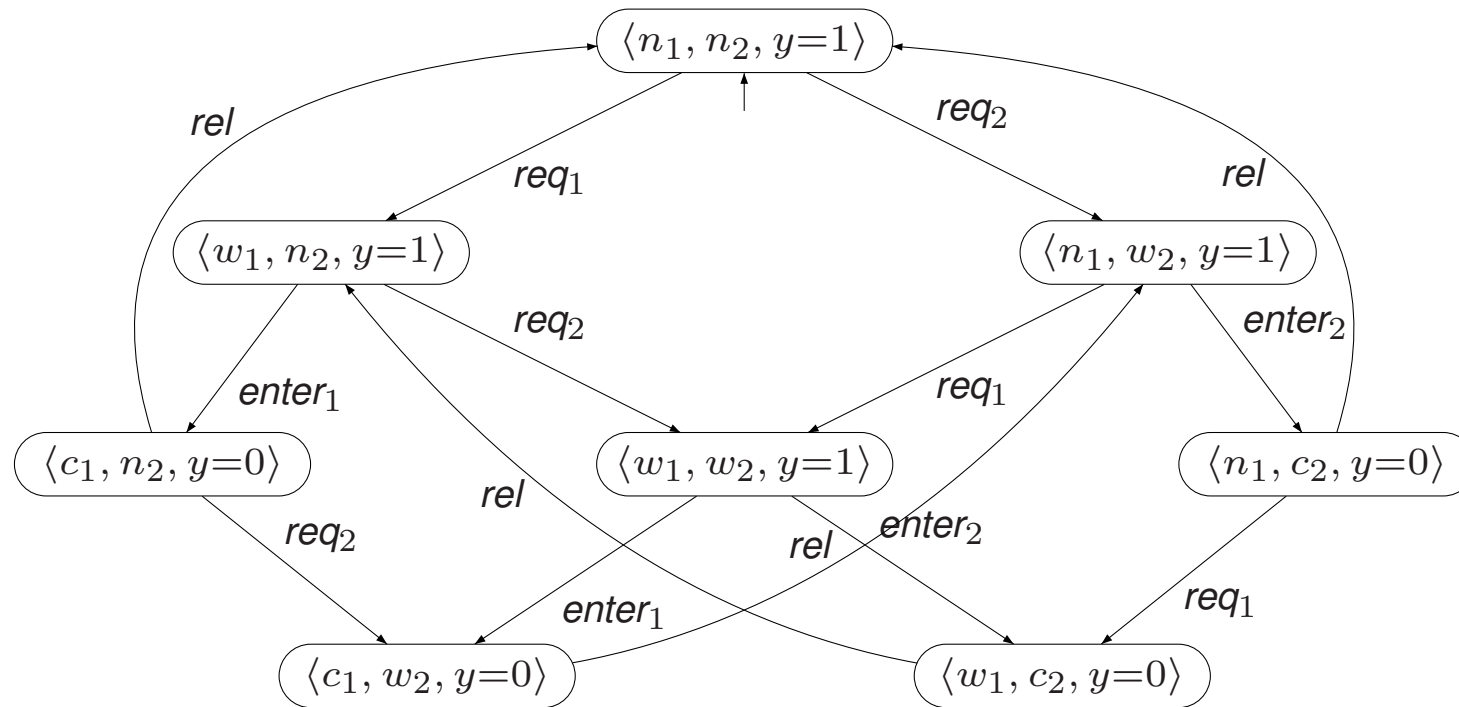 ⟨n₁, n₂, y=1⟩
rel
req₂
req₁
rel
⟨w₁, n₂, y=1⟩
⟨n₁, w₂, y=1⟩
req₂
enter₂
enter₁
req₁
⟨c₁, n₂, y=0⟩
⟨w₁, w₂, y=1⟩
⟨n₁, c₂, y=0⟩
rel
req₂
rel
enter₂
enter₁
req₁
⟨c₁, w₂, y=0⟩
⟨w₁, c₂, y=0⟩